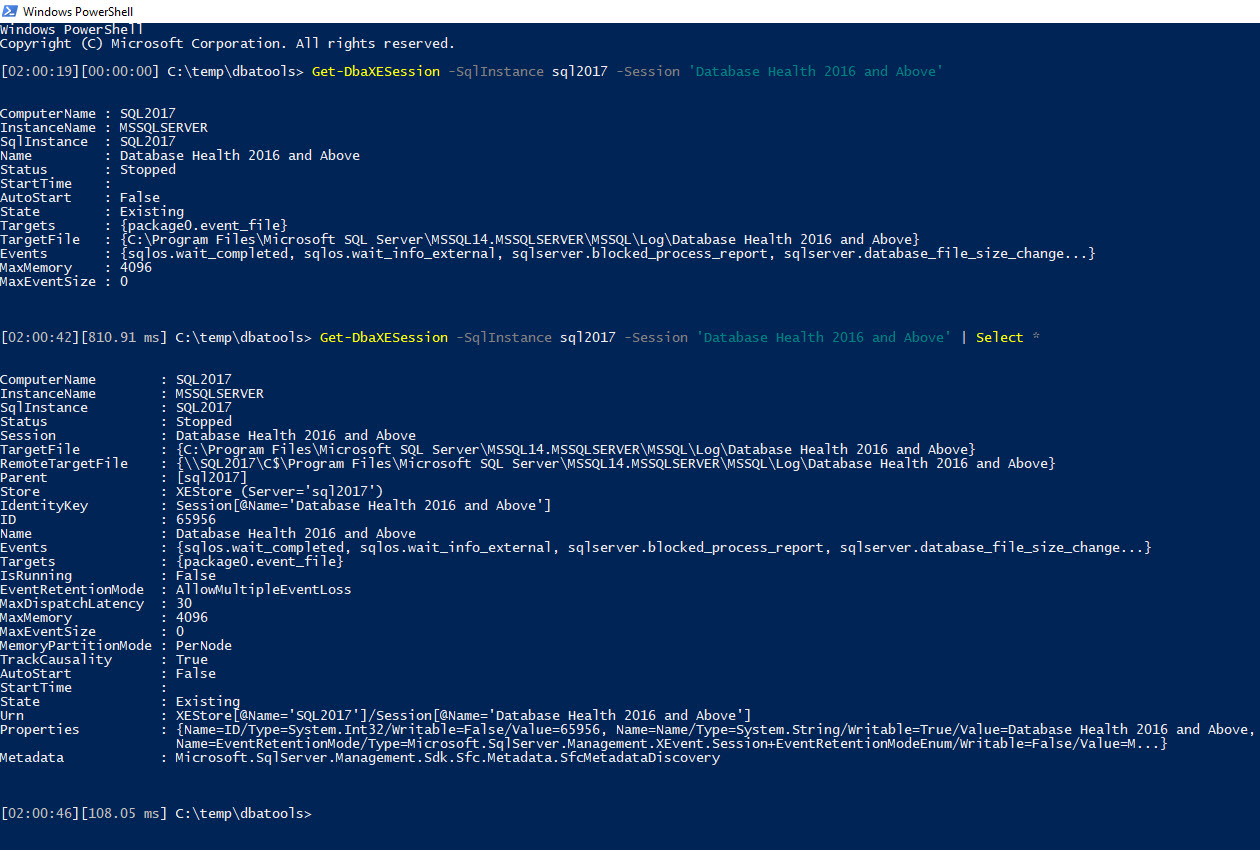 Windows PowerShell
Windows PowerShell
Copyright (C) Microsoft Corporation. All rights reserved.
[02:00:19][00:00:00] C:\temp\dbatools> Get-DbaXESession -SqlInstance sql2017 -Session 'Database Health 2016 and Above'
ComputerName : SQL2017
InstanceName : MSSQLSERVER
SqlInstance  : SQL2017
Name         : Database Health 2016 and Above
Status       : Stopped
StartTime    :
AutoStart    : False
State        : Existing
Targets      : {package0.event_file}
TargetFile   : {C:\Program Files\Microsoft SQL Server\MSSQL14.MSSQLSERVER\MSSQL\Log\Database Health 2016 and Above}
Events       : {sqlos.wait_completed, sqlos.wait_info_external, sqlserver.blocked_process_report, sqlserver.database_file_size_change...}
MaxMemory    : 4096
MaxEventSize : 0
[02:00:42][810.91 ms] C:\temp\dbatools> Get-DbaXESession -SqlInstance sql2017 -Session 'Database Health 2016 and Above' | Select *
ComputerName        : SQL2017
InstanceName        : MSSQLSERVER
SqlInstance         : SQL2017
Status              : Stopped
Session             : Database Health 2016 and Above
TargetFile          : {C:\Program Files\Microsoft SQL Server\MSSQL14.MSSQLSERVER\MSSQL\Log\Database Health 2016 and Above}
RemoteTargetFile    : {\\SQL2017\C$\Program Files\Microsoft SQL Server\MSSQL14.MSSQLSERVER\MSSQL\Log\Database Health 2016 and Above}
Parent              : [sql2017]
Store               : XEStore (Server='sql2017')
IdentityKey         : Session[@Name='Database Health 2016 and Above']
ID                  : 65956
Name                : Database Health 2016 and Above
Events              : {sqlos.wait_completed, sqlos.wait_info_external, sqlserver.blocked_process_report, sqlserver.database_file_size_change...}
Targets             : {package0.event_file}
IsRunning           : False
EventRetentionMode  : AllowMultipleEventLoss
MaxDispatchLatency  : 30
MaxMemory           : 4096
MaxEventSize        : 0
MemoryPartitionMode : PerNode
TrackCausality      : True
AutoStart           : False
StartTime           :
State               : Existing
Urn                 : XEStore[@Name='SQL2017']/Session[@Name='Database Health 2016 and Above']
Properties          : {Name=ID/Type=System.Int32/Writable=False/Value=65956, Name=Name/Type=System.String/Writable=True/Value=Database Health 2016 and Above,
Name=EventRetentionMode/Type=Microsoft.SqlServer.Management.XEvent.Session+EventRetentionModeEnum/Writable=False/Value=M...}
Metadata            : Microsoft.SqlServer.Management.Sdk.Sfc.Metadata.SfcMetadataDiscovery
[02:00:46][108.05 ms] C:\temp\dbatools>